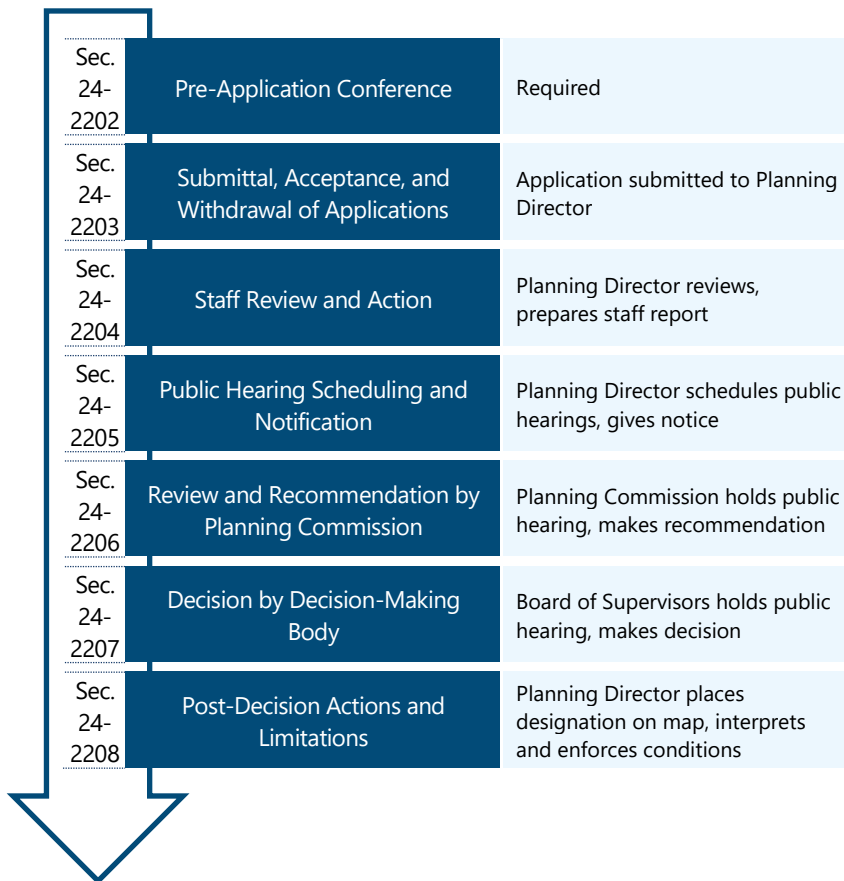 Sec.
24-
2202
Pre-Application Conference
Required
Sec.
24-
2203
Submittal, Acceptance, and
Withdrawal of Applications
Application submitted to Planning
Director
Sec.
24-
2204
Staff Review and Action
Planning Director reviews,
prepares staff report
Sec.
24-
2205
Public Hearing Scheduling and
Notification
Planning Director schedules public
hearings, gives notice
Sec.
24-
2206
Review and Recommendation by
Planning Commission
Planning Commission holds public
hearing, makes recommendation
Sec.
24-
2207
Decision by Decision-Making
Body
Board of Supervisors holds public
hearing, makes decision
Sec.
24-
2208
Post-Decision Actions and
Limitations
Planning Director places
designation on map, interprets
and enforces conditions